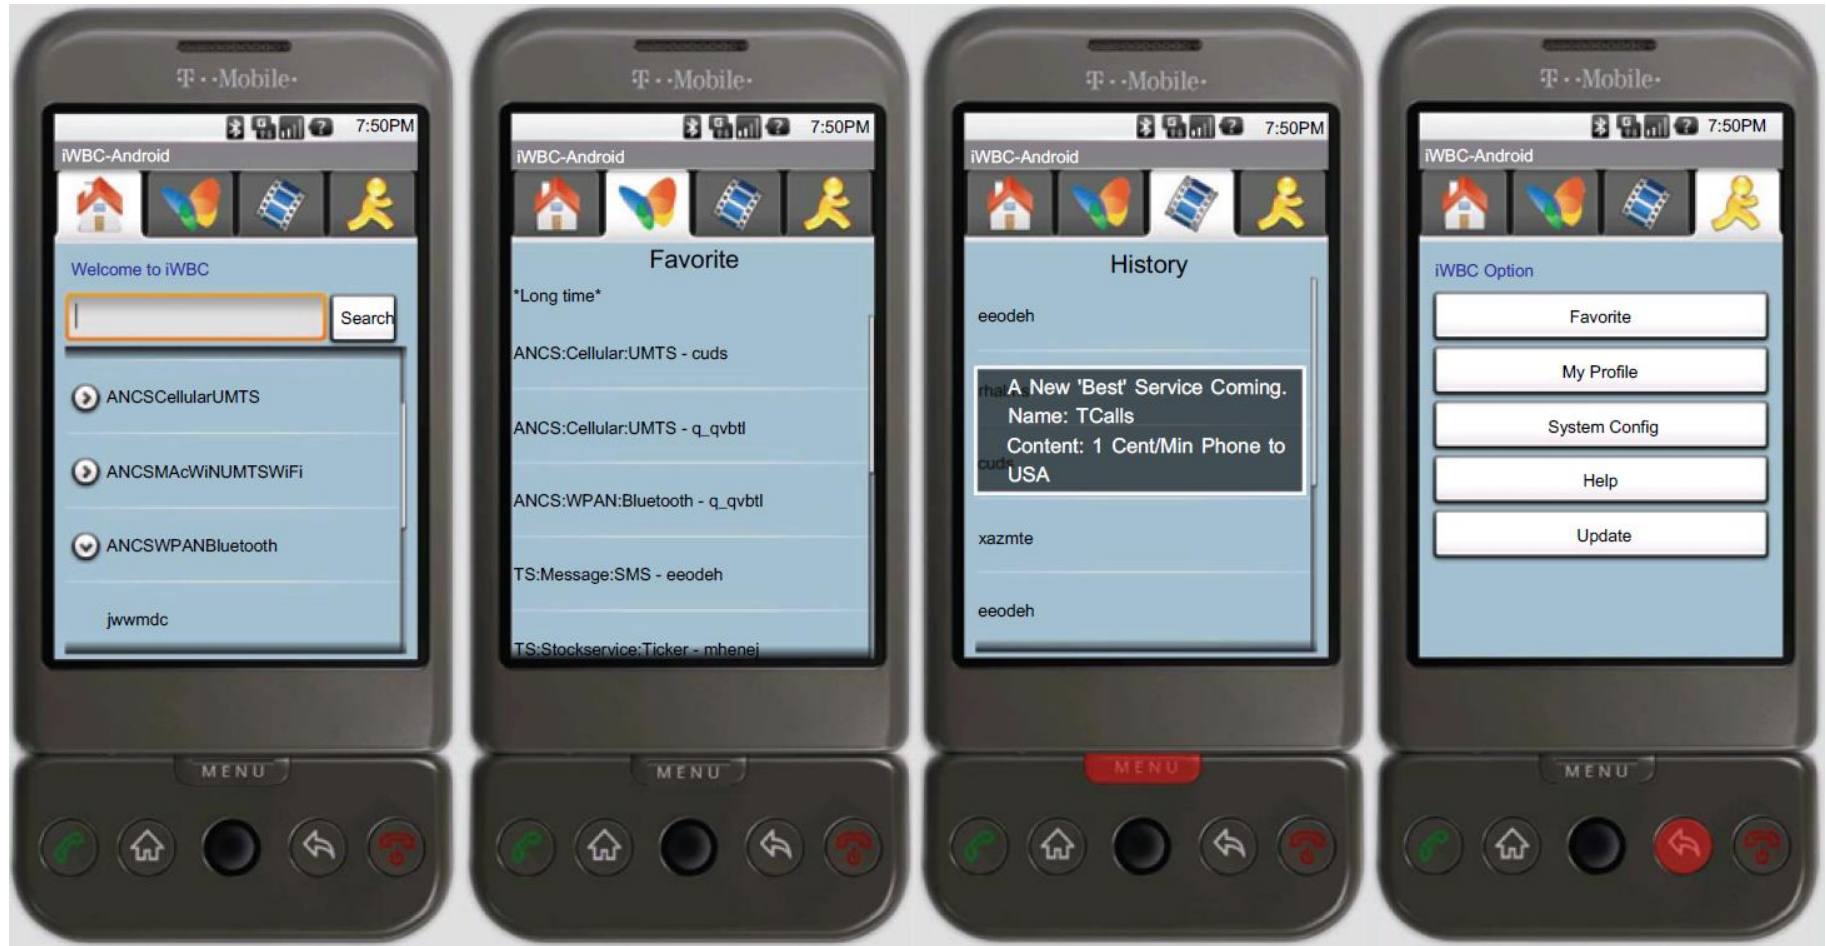 T··Mobile·
7:50PM
iWBC-Android
Welcome to iWBC
Search
ANCSCellularUMTS
ANCSMAcWiNUMTSWiFi
ANCSWPANBluetooth
jwwmdc
MENU
T··Mobile·
7:50PM
iWBC-Android
Favorite
*Long time*
ANCS:Cellular:UMTS - cuds
ANCS:Cellular:UMTS - q_qvbtl
ANCS:WPAN:Bluetooth - q_qvbtl
TS:Message:SMS - eeodeh
TS:Stockservice:Ticker - mhenej
MENU
T··Mobile·
7:50PM
iWBC-Android
History
eeodeh
A New 'Best' Service Coming.
Name: TCalls
Content: 1 Cent/Min Phone to
cuds
USA
xazmte
eeodeh
MENU
T··Mobile·
7:50PM
iWBC-Android
iWBC Option
Favorite
My Profile
System Config
Help
Update
MENU